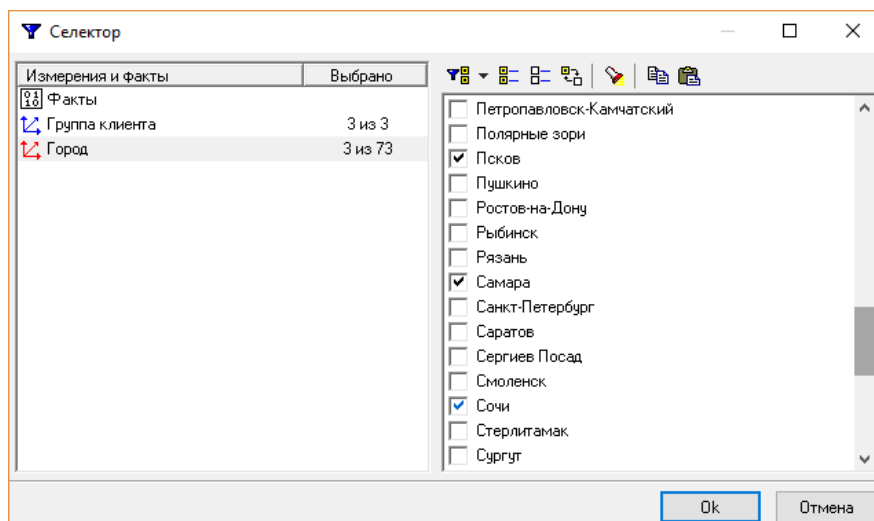 Селектор
Измерения и факты Выбрано
Факты
Группа клиента 3 из 3
Город 3 из 73
Петропавловск-Камчатский
Полярные зори
Псков
Пушкино
Ростов-на-Дону
Рыбинск
Рязань
Самара
Санкт-Петербург
Саратов
Сергиев Посад
Смоленск
Сочи
Стерлитамак
Сургут
Ok Отмена